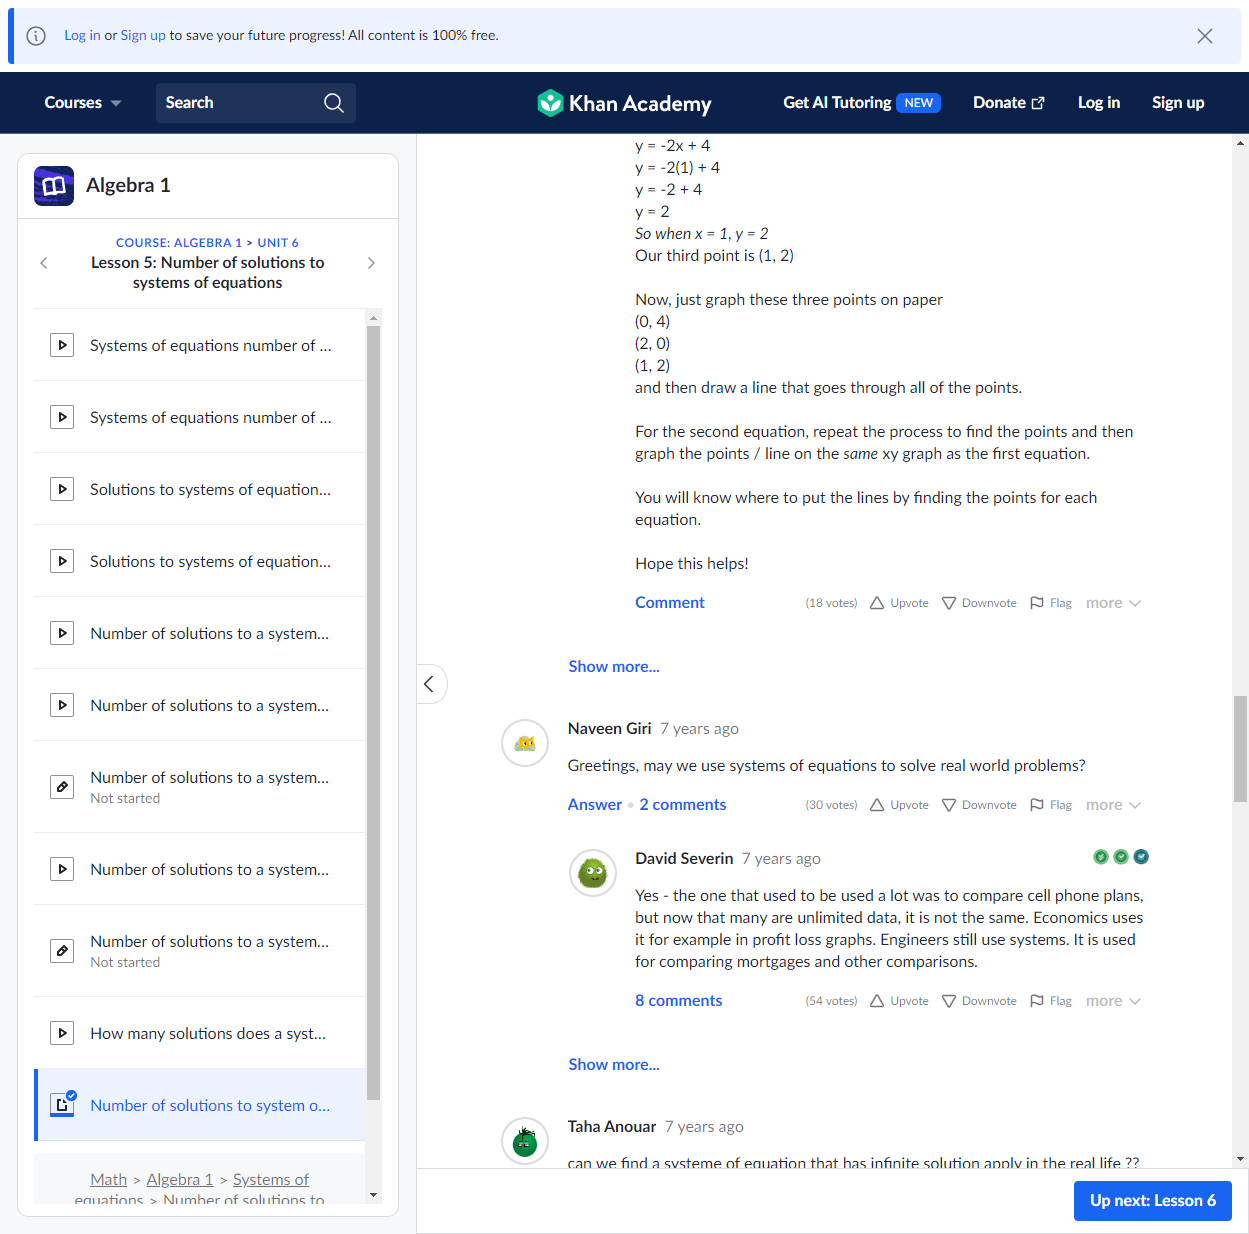 Log in or Sign up to save your future progress! All content is 100% free.
Courses
Search
Khan Academy
Get AI Tutoring NEW
Donate
Log in
Sign up
Algebra 1
COURSE: ALGEBRA 1 > UNIT 6
Lesson 5: Number of solutions to
systems of equations
Systems of equations number of ...
Systems of equations number of ...
Solutions to systems of equation...
Solutions to systems of equation...
Number of solutions to a system...
Number of solutions to a system...
Number of solutions to a system...
Not started
Number of solutions to a system...
Number of solutions to a system...
Not started
How many solutions does a syst...
Number of solutions to system o...
Math > Algebra 1 > Systems of
equations > Number of solutions to
y = -2x + 4
y = -2(1) + 4
y = -2 + 4
y = 2
So when x = 1, y = 2
Our third point is (1, 2)
Now, just graph these three points on paper
(0, 4)
(2, 0)
(1, 2)
and then draw a line that goes through all of the points.
For the second equation, repeat the process to find the points and then
graph the points / line on the same xy graph as the first equation.
You will know where to put the lines by finding the points for each
equation.
Hope this helps!
Comment (18 votes) Upvote Downvote Flag more
Show more...
Naveen Giri 7 years ago
Greetings, may we use systems of equations to solve real world problems?
Answer • 2 comments (30 votes) Upvote Downvote Flag more
David Severin 7 years ago
Yes - the one that used to be used a lot was to compare cell phone plans,
but now that many are unlimited data, it is not the same. Economics uses
it for example in profit loss graphs. Engineers still use systems. It is used
for comparing mortgages and other comparisons.
8 comments (54 votes) Upvote Downvote Flag more
Show more...
Taha Anouar 7 years ago
can we find a systeme of equation that has infinite solution apply in the real life ??
Up next: Lesson 6